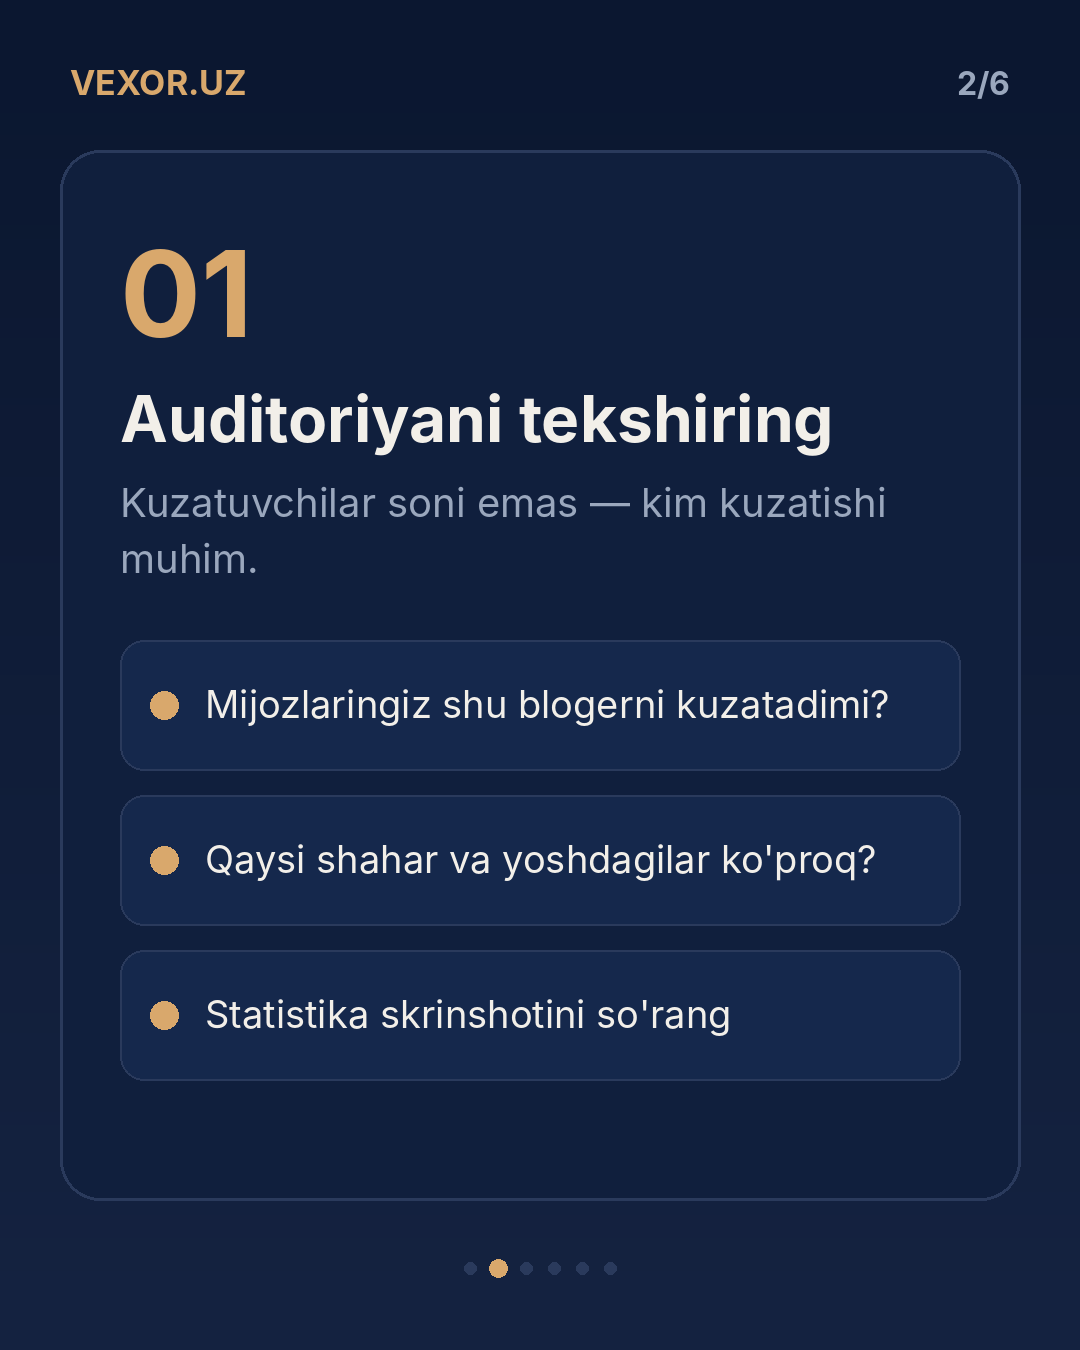 VEXOR.UZ
2/6
01
Auditoriyani tekshiring
Kuzatuvchilar soni emas — kim kuzatishi
muhim.
Mijozlaringiz shu blogerni kuzatadimi?
Qaysi shahar va yoshdagilar ko'proq?
Statistika skrinshotini so'rang